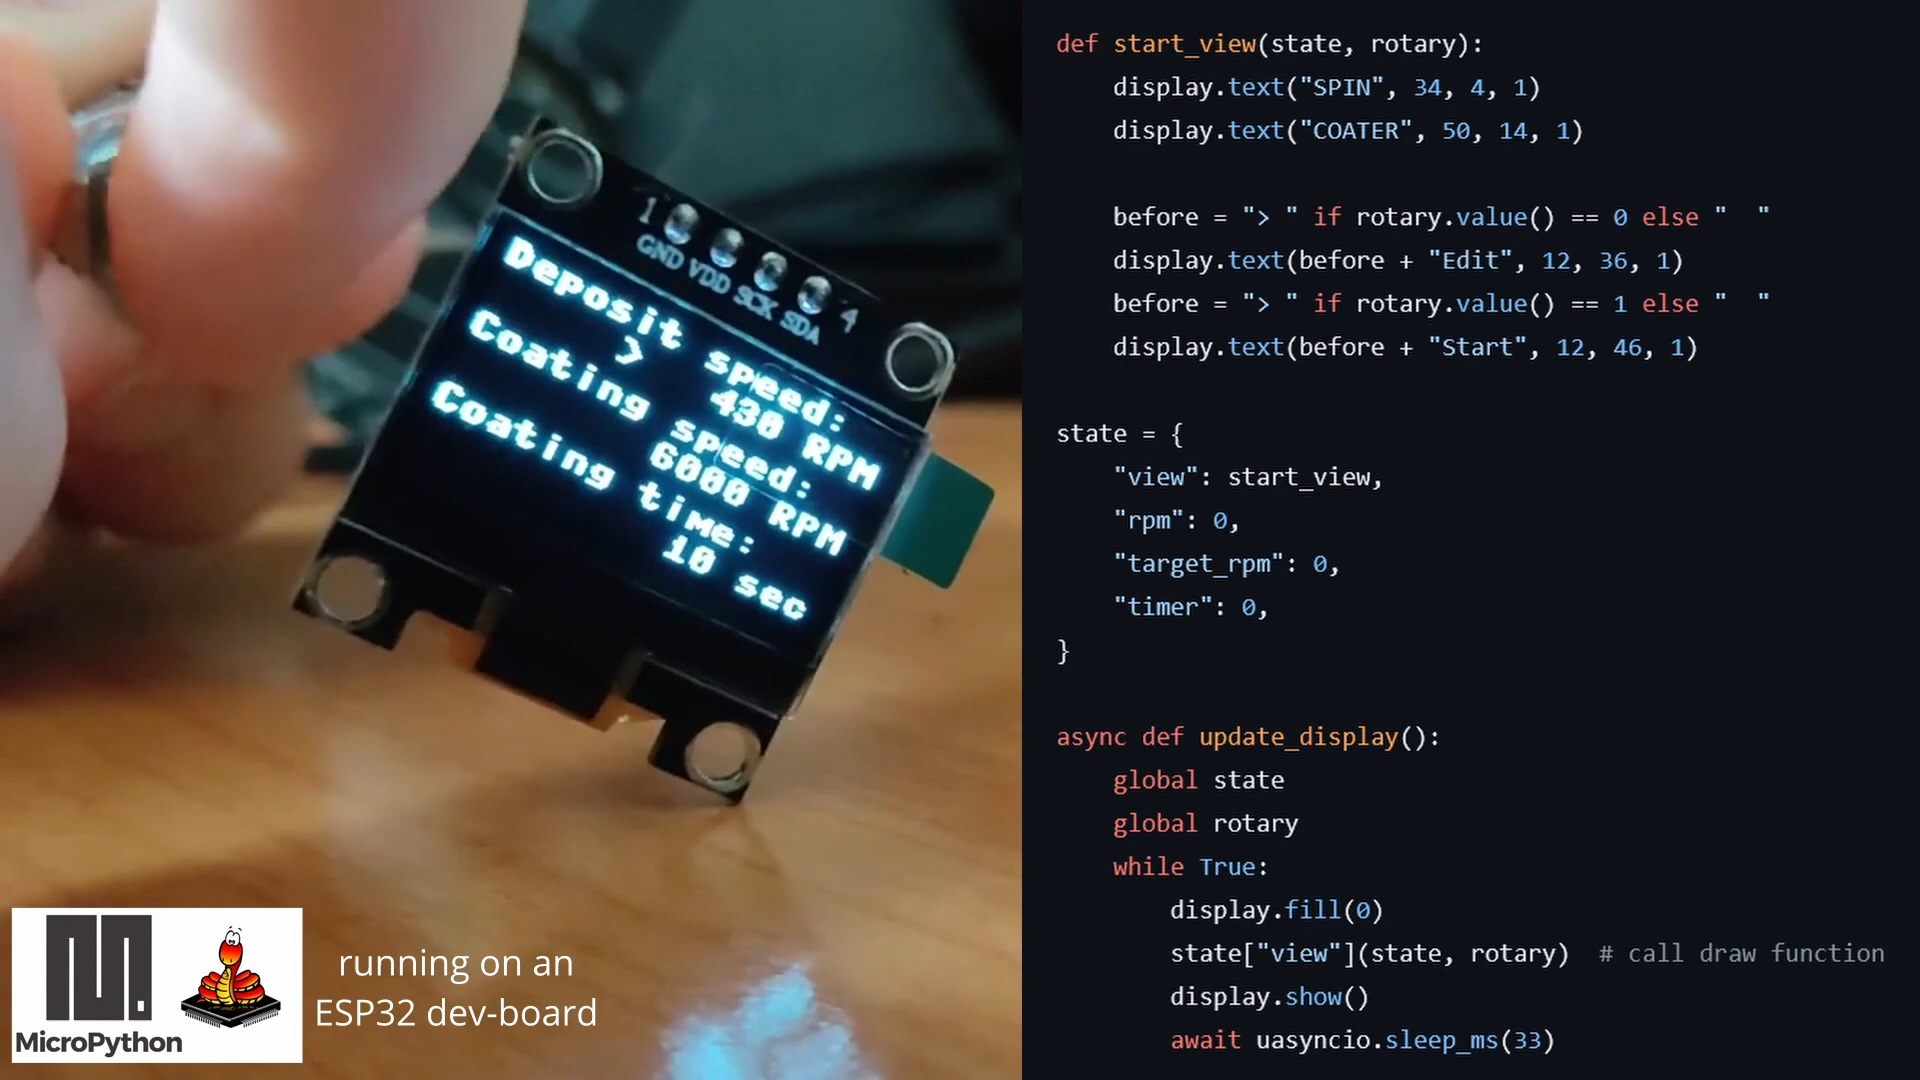 1
GND VDD SCK SDA 4
Deposit speed:
> 430 RPM
Coating speed:
6000 RPM
Coating time:
10 sec
MicroPython
running on an
ESP32 dev-board
def start_view(state, rotary):
    display.text("SPIN", 34, 4, 1)
    display.text("COATER", 50, 14, 1)
    before = "> " if rotary.value() == 0 else "  "
    display.text(before + "Edit", 12, 36, 1)
    before = "> " if rotary.value() == 1 else "  "
    display.text(before + "Start", 12, 46, 1)
state = {
    "view": start_view,
    "rpm": 0,
    "target_rpm": 0,
    "timer": 0,
}
async def update_display():
    global state
    global rotary
    while True:
        display.fill(0)
        state["view"](state, rotary)  # call draw function
        display.show()
        await uasyncio.sleep_ms(33)